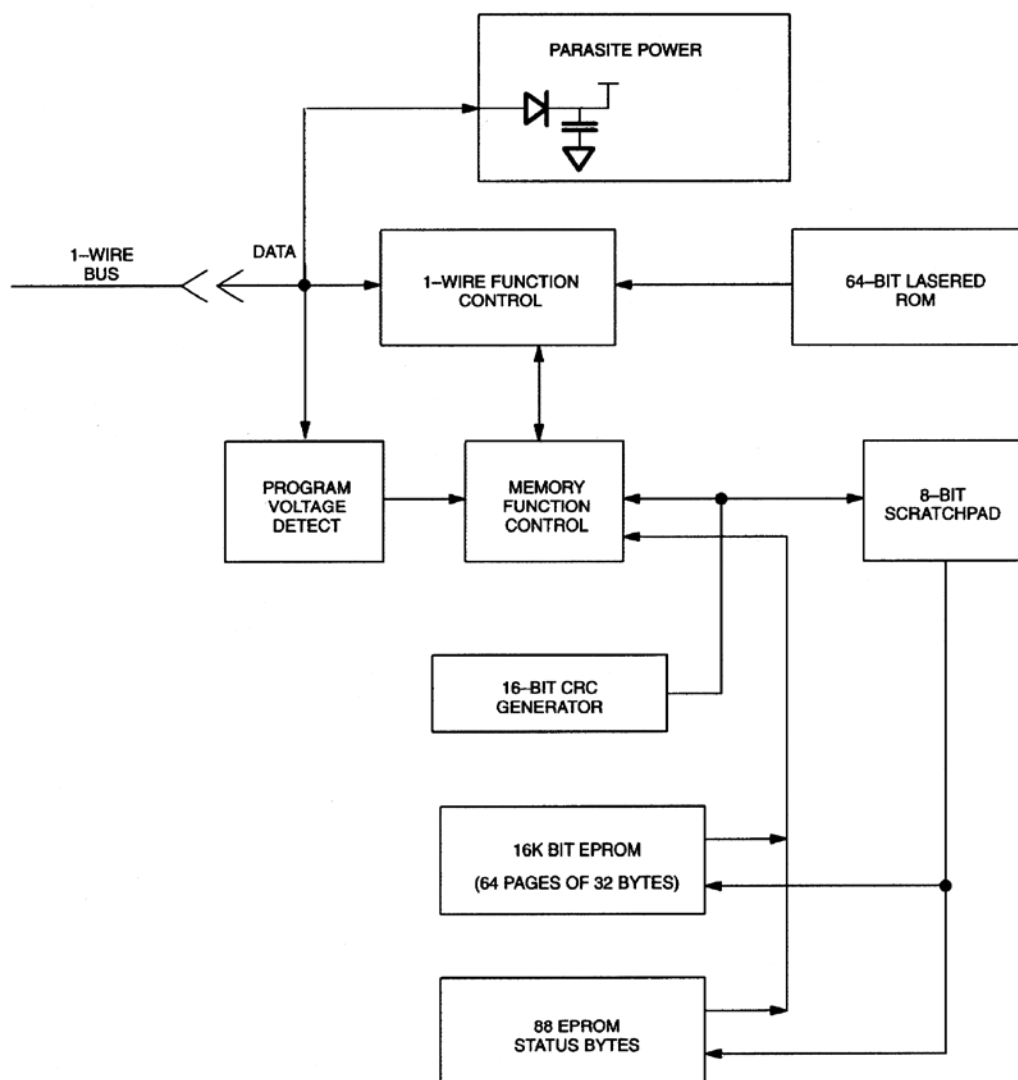 PARASITE POWER
1–WIRE
BUS
DATA
1–WIRE FUNCTION
CONTROL
64–BIT LASERED
ROM
PROGRAM
VOLTAGE
DETECT
MEMORY
FUNCTION
CONTROL
8–BIT
SCRATCHPAD
16–BIT CRC
GENERATOR
16K BIT EPROM
(64 PAGES OF 32 BYTES)
88 EPROM
STATUS BYTES